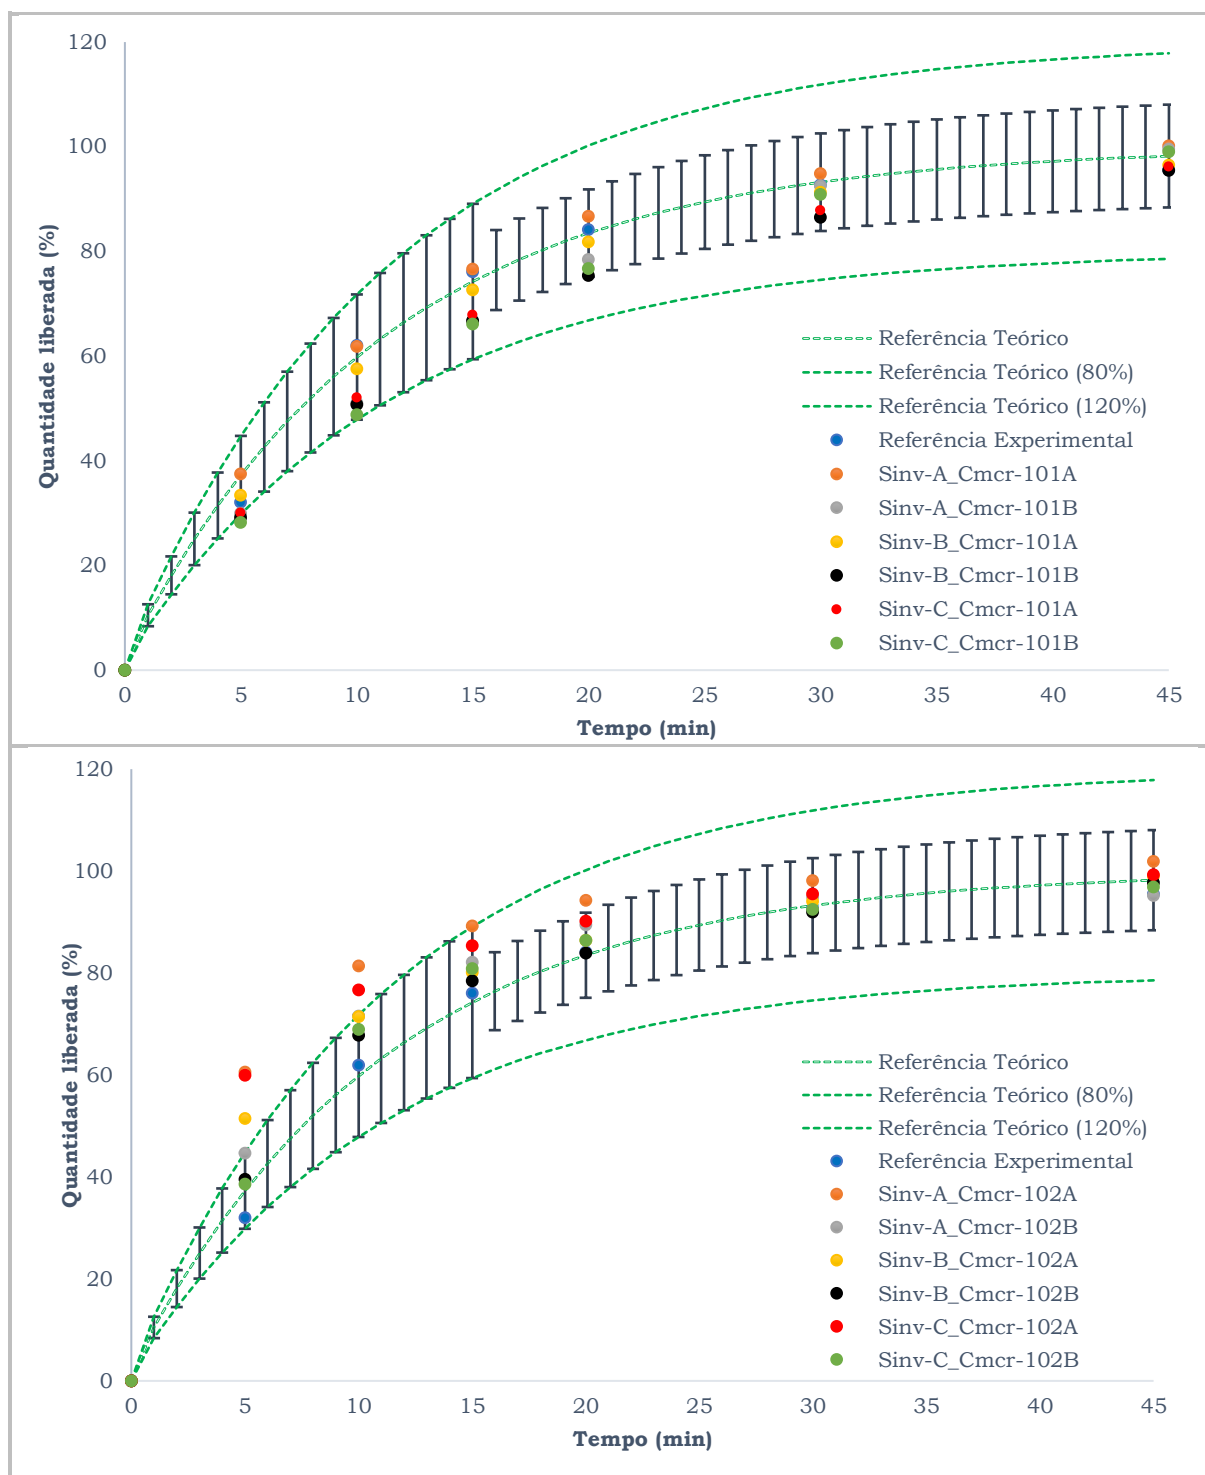 120
100
80
60
40
20
0
Quantidade liberada (%)
Referência Teórico
Referência Teórico (80%)
Referência Teórico (120%)
Referência Experimental
Sinv-A_Cmcr-101A
Sinv-A_Cmcr-101B
Sinv-B_Cmcr-101A
Sinv-B_Cmcr-101B
Sinv-C_Cmcr-101A
Sinv-C_Cmcr-101B
0 5 10 15 20 25 30 35 40 45
Tempo (min)
120
100
80
60
40
20
0
Quantidade liberada (%)
Referência Teórico
Referência Teórico (80%)
Referência Teórico (120%)
Referência Experimental
Sinv-A_Cmcr-102A
Sinv-A_Cmcr-102B
Sinv-B_Cmcr-102A
Sinv-B_Cmcr-102B
Sinv-C_Cmcr-102A
Sinv-C_Cmcr-102B
0 5 10 15 20 25 30 35 40 45
Tempo (min)